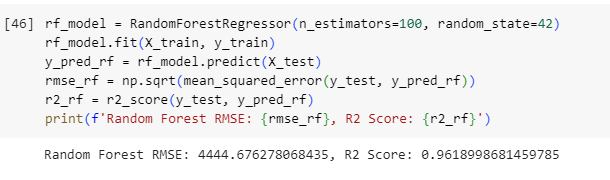 [46] rf_model = RandomForestRegressor(n_estimators=100, random_state=42)
rf_model.fit(X_train, y_train)
y_pred_rf = rf_model.predict(X_test)
rmse_rf = np.sqrt(mean_squared_error(y_test, y_pred_rf))
r2_rf = r2_score(y_test, y_pred_rf)
print(f'Random Forest RMSE: {rmse_rf}, R2 Score: {r2_rf}')
Random Forest RMSE: 4444.676278068435, R2 Score: 0.9618998681459785